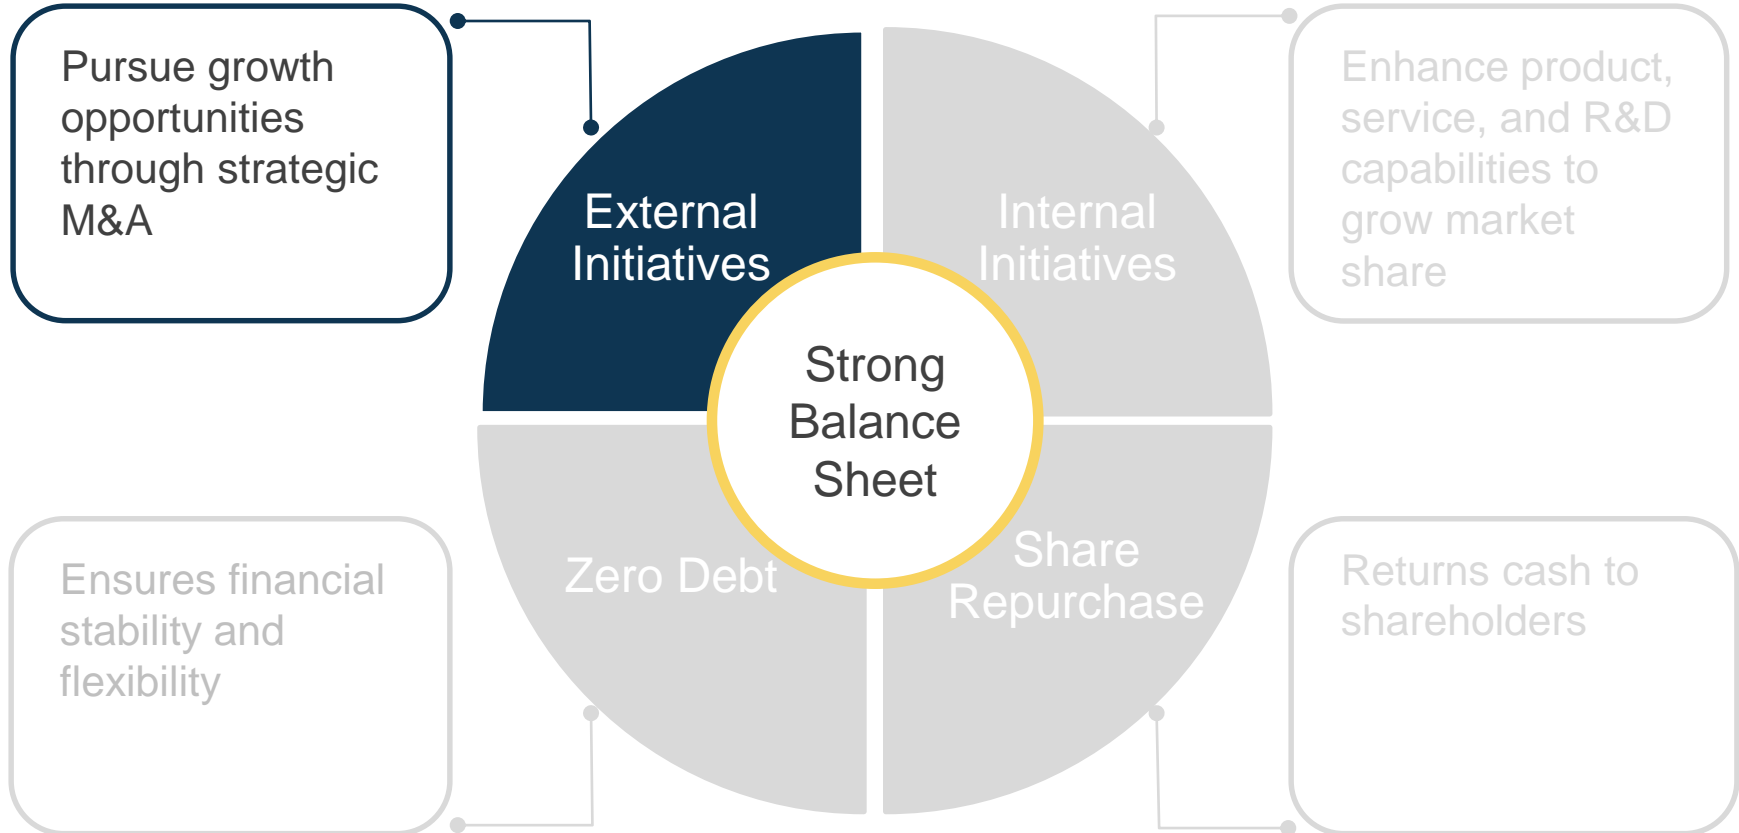 Pursue growth
opportunities
through strategic
M&A
External
Initiatives
Internal
Initiatives
Enhance product,
service, and R&D
capabilities to
grow market
share
Strong
Balance
Sheet
Ensures financial
stability and
flexibility
Zero Debt
Share
Repurchase
Returns cash to
shareholders